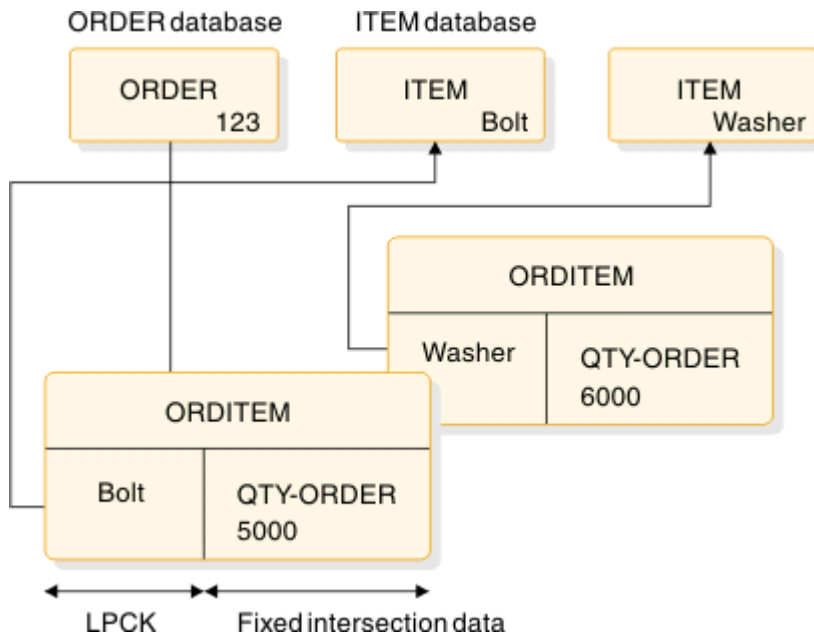 ORDER database
ITEM database
ORDER
123
ITEM
Bolt
ITEM
Washer
ORDITEM
Washer
QTY-ORDER
6000
ORDITEM
Bolt
QTY-ORDER
5000
LPCK
Fixed intersection data